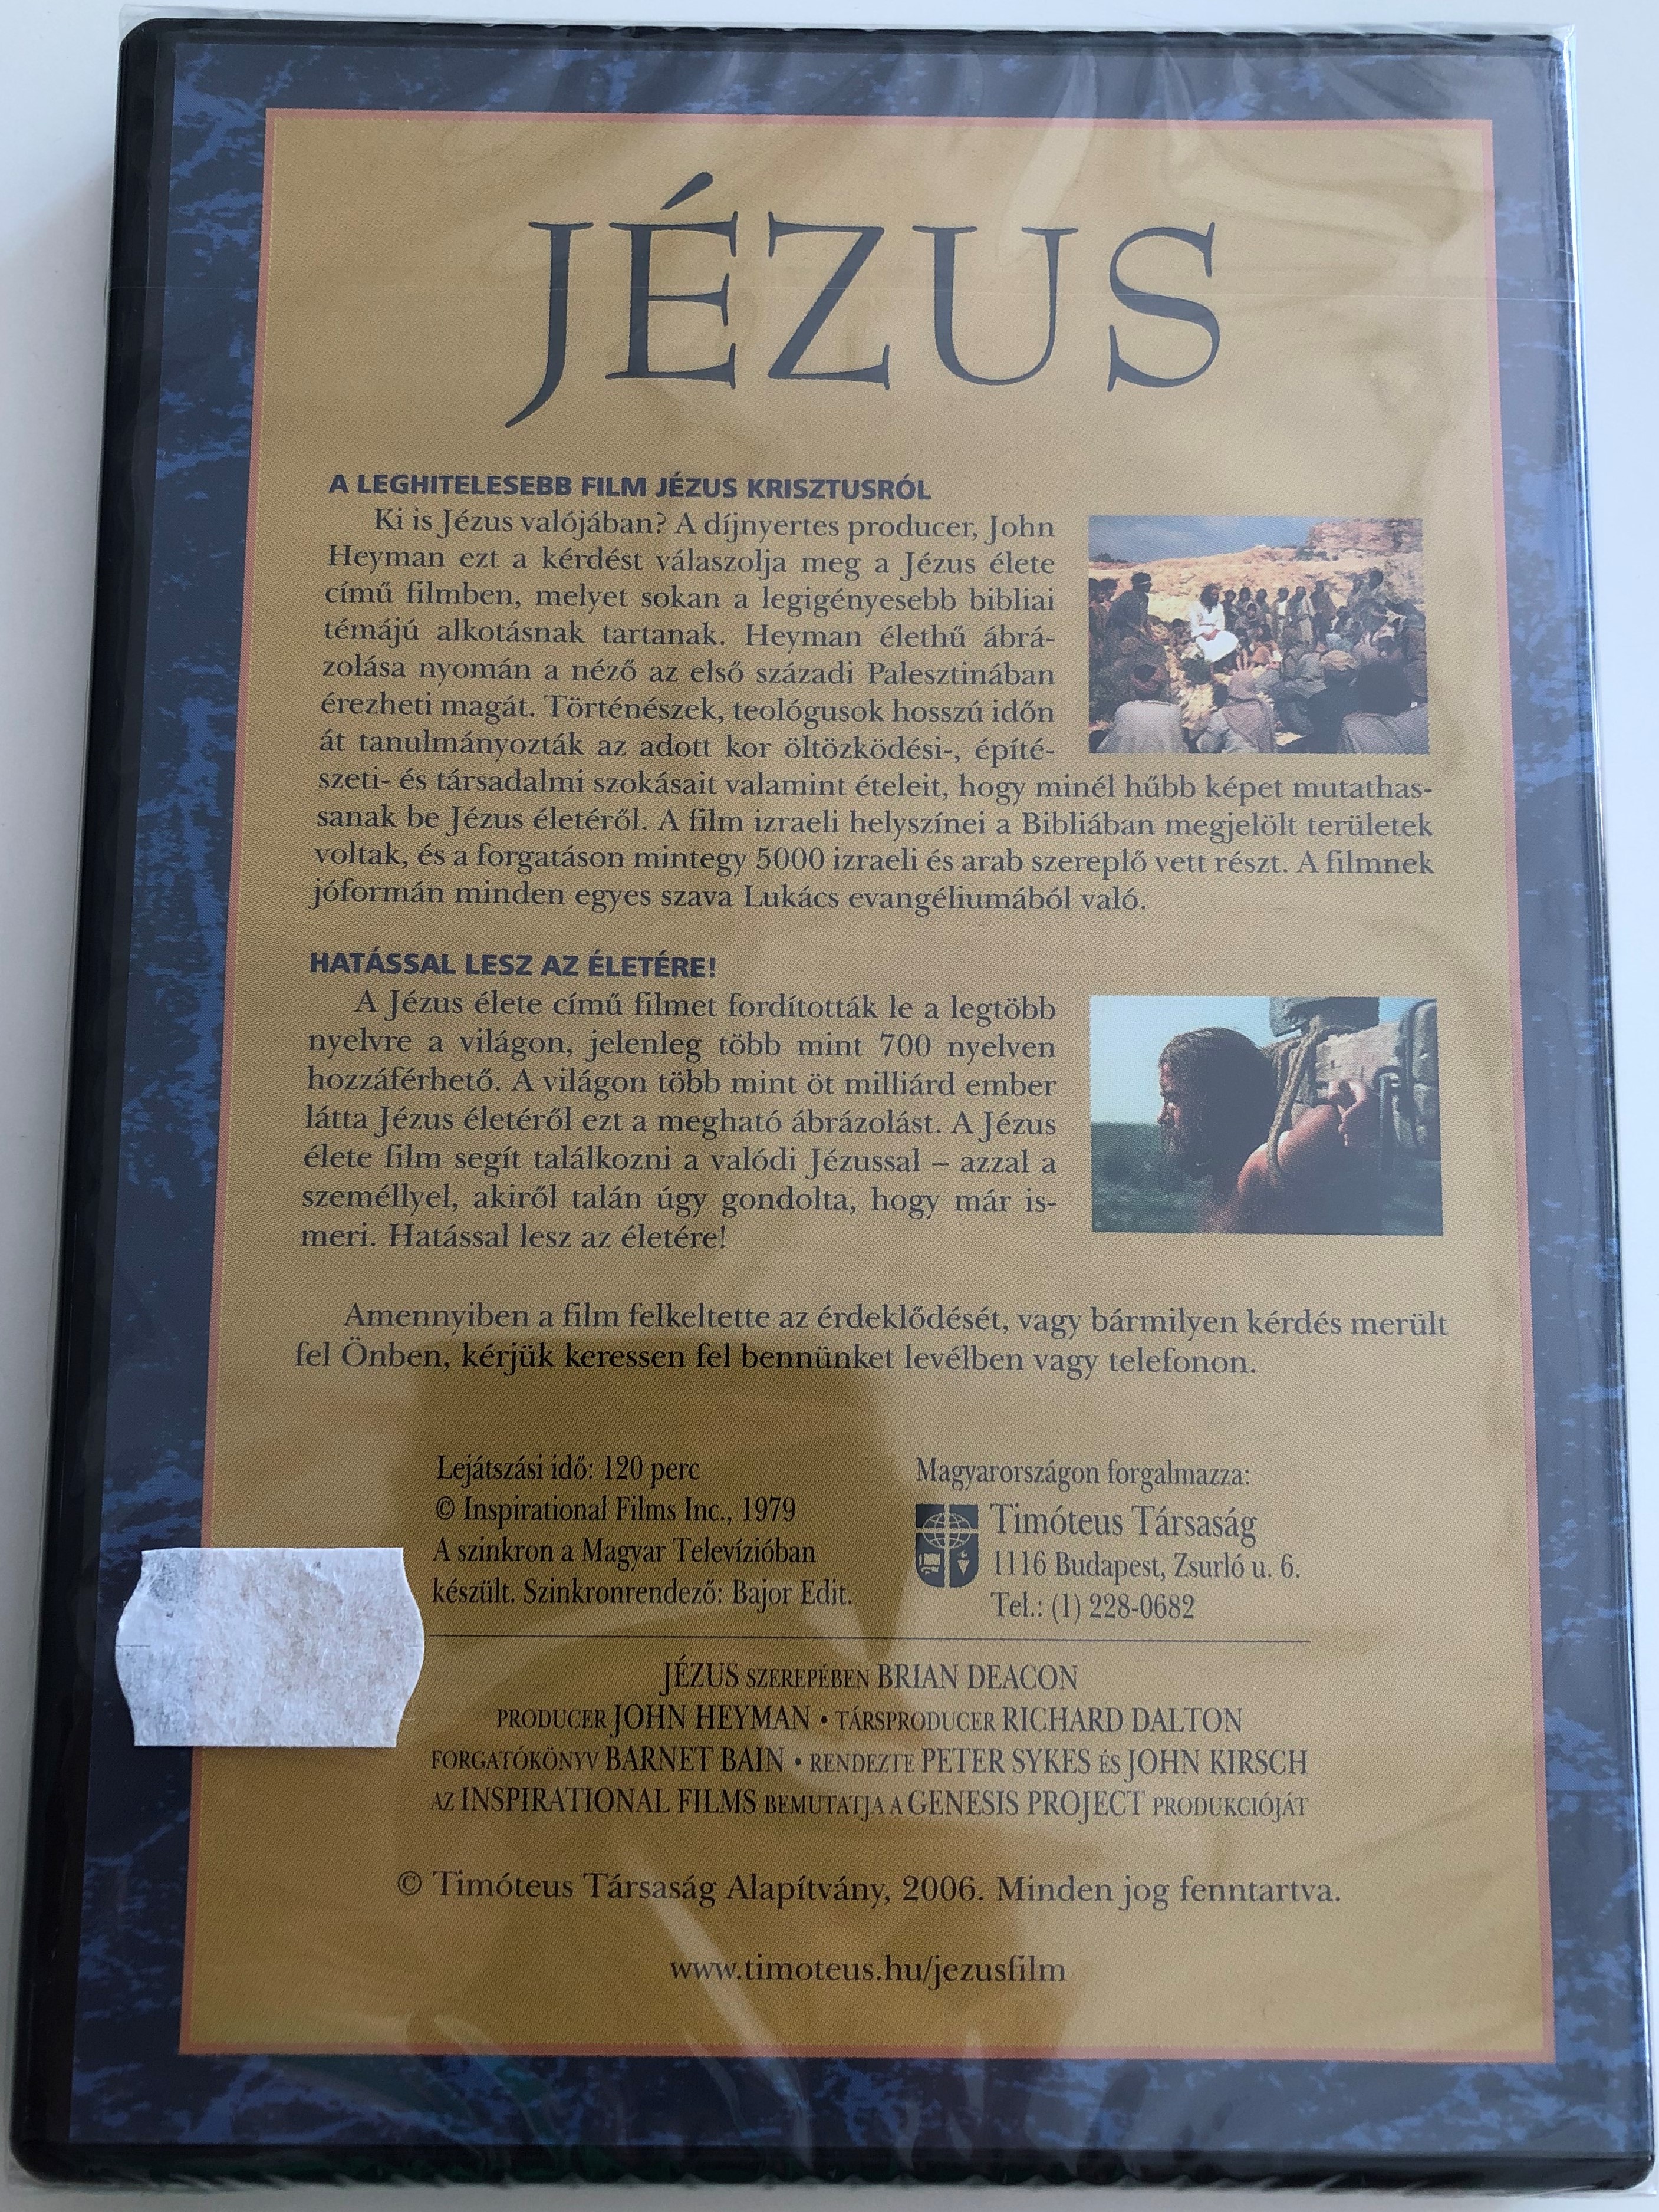 JÉZUS
A LEGHITELESEBB FILM JÉZUS KRISZTUSRÓL
Ki is Jézus valójában? A díjnyertes producer, John
Heyman ezt a kérdést válaszolja meg a Jézus élete
című filmben, melyet sokan a legigényesebb bibliai
témájú alkotásnak tartanak. Heyman élethű ábrá-
zolása nyomán a néző az első századi Palesztinában
érezheti magát. Történészek, teológusok hosszú időn
át tanulmányozták az adott kor öltözködési-, építé-
szeti- és társadalmi szokásait valamint ételeit, hogy minél hűbb képet mutathas-
sanak be Jézus életéről. A film izraeli helyszínei a Bibliában megjelölt területek
voltak, és a forgatáson mintegy 5000 izraeli és arab szereplő vett részt. A filmnek
jóformán minden egyes szava Lukács evangéliumából való.
HATÁSSAL LESZ AZ ÉLETÉRE!
A Jézus élete című filmet fordították le a legtöbb
nyelvre a világon, jelenleg több mint 700 nyelven
hozzáférhető. A világon több mint öt milliárd ember
látta Jézus életéről ezt a megható ábrázolást. A Jézus
élete film segít találkozni a valódi Jézussal – azzal a
személlyel, akiről talán úgy gondolta, hogy már is-
meri. Hatással lesz az életére!
Amennyiben a film felkeltette az érdeklődését, vagy bármilyen kérdés merült
fel Önben, kérjük keressen fel bennünket levélben vagy telefonon.
Lejátszási idő: 120 perc
© Inspirational Films Inc., 1979
A szinkron a Magyar Televízióban
készült. Szinkronrendező: Bajor Edit.
Magyarországon forgalmazza:
Timóteus Társaság
1116 Budapest, Zsurló u. 6.
Tel.: (1) 228-0682
JÉZUS SZEREPÉBEN BRIAN DEACON
PRODUCER JOHN HEYMAN • TÁRSPRODUCER RICHARD DALTON
FORGATÓKÖNYV BARNET BAIN • RENDEZTE PETER SYKES ÉS JOHN KIRSCH
AZ INSPIRATIONAL FILMS BEMUTATJA A GENESIS PROJECT PRODUKCIÓJÁT
© Timóteus Társaság Alapítvány, 2006. Minden jog fenntartva.
www.timoteus.hu/jezusfilm